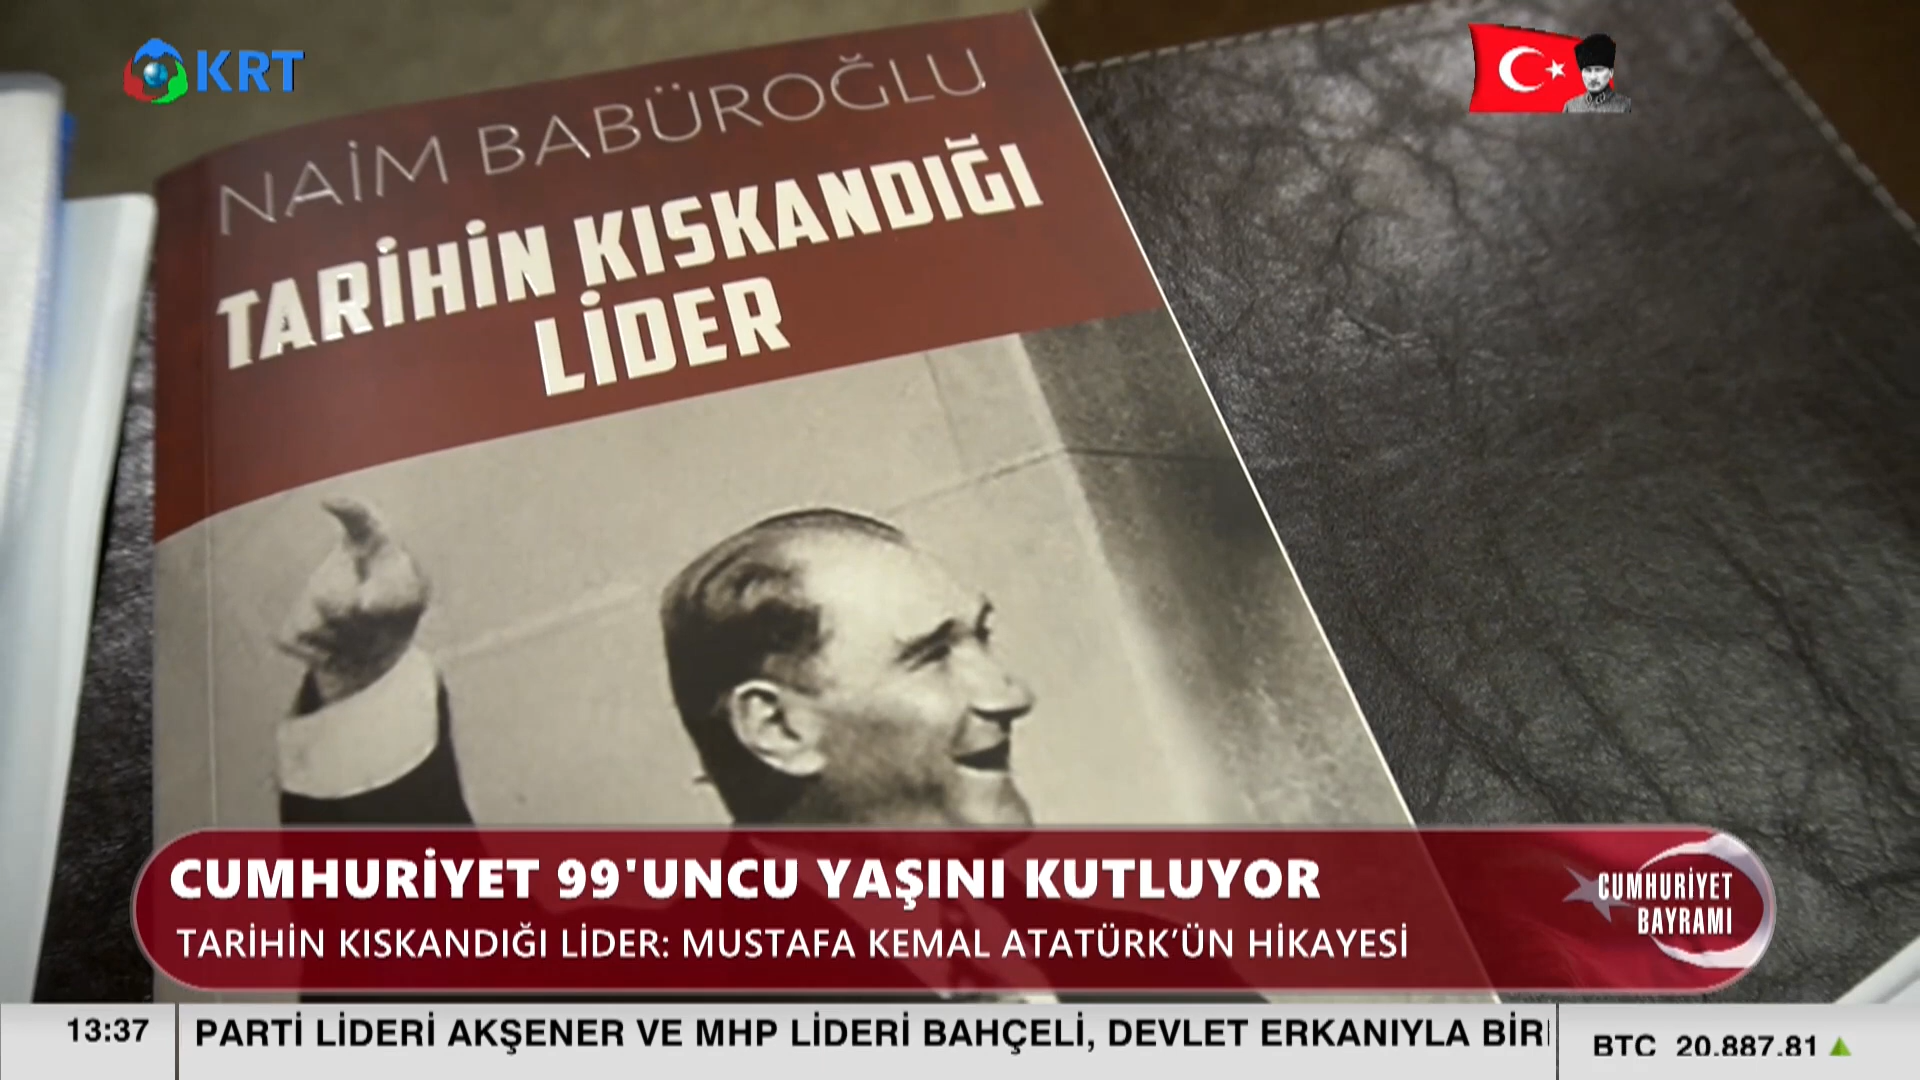 KRT
NAİM BABÜROĞLU
TARİHİN KISKANDIĞI
LİDER
CUMHURİYET 99'UNCU YAŞINI KUTLUYOR
TARİHİN KISKANDIĞI LİDER: MUSTAFA KEMAL ATATÜRK’ÜN HİKAYESİ
CUMHURİYET
BAYRAMI
13:37
PARTİ LİDERİ AKŞENER VE MHP LİDERİ BAHÇELİ, DEVLET ERKANIYLA BİR
BTC 20.887.81